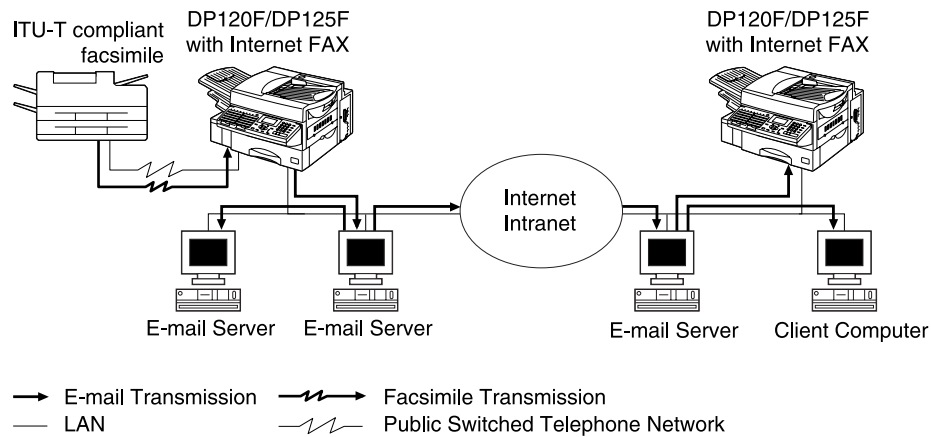 ITU-T compliant
facsimile
DP120F/DP125F
with Internet FAX
DP120F/DP125F
with Internet FAX
Internet
Intranet
E-mail Server
E-mail Server
E-mail Server
Client Computer
E-mail Transmission
Facsimile Transmission
LAN
Public Switched Telephone Network